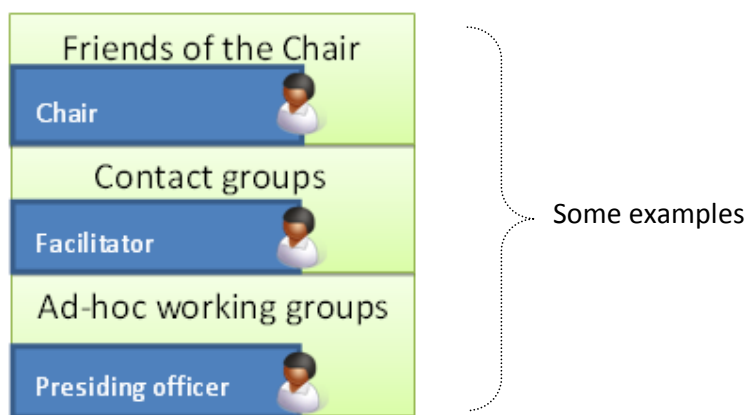 Friends of the Chair
Chair
Contact groups
Facilitator
Some examples
Ad-hoc working groups
Presiding officer